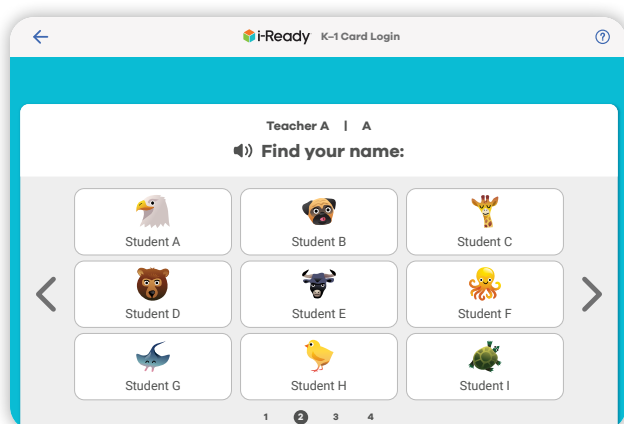 i-Ready K–1 Card Login ?
Teacher A | A
Find your name:
Student A Student B Student C
Student D Student E Student F
Student G Student H Student I
1 2 3 4